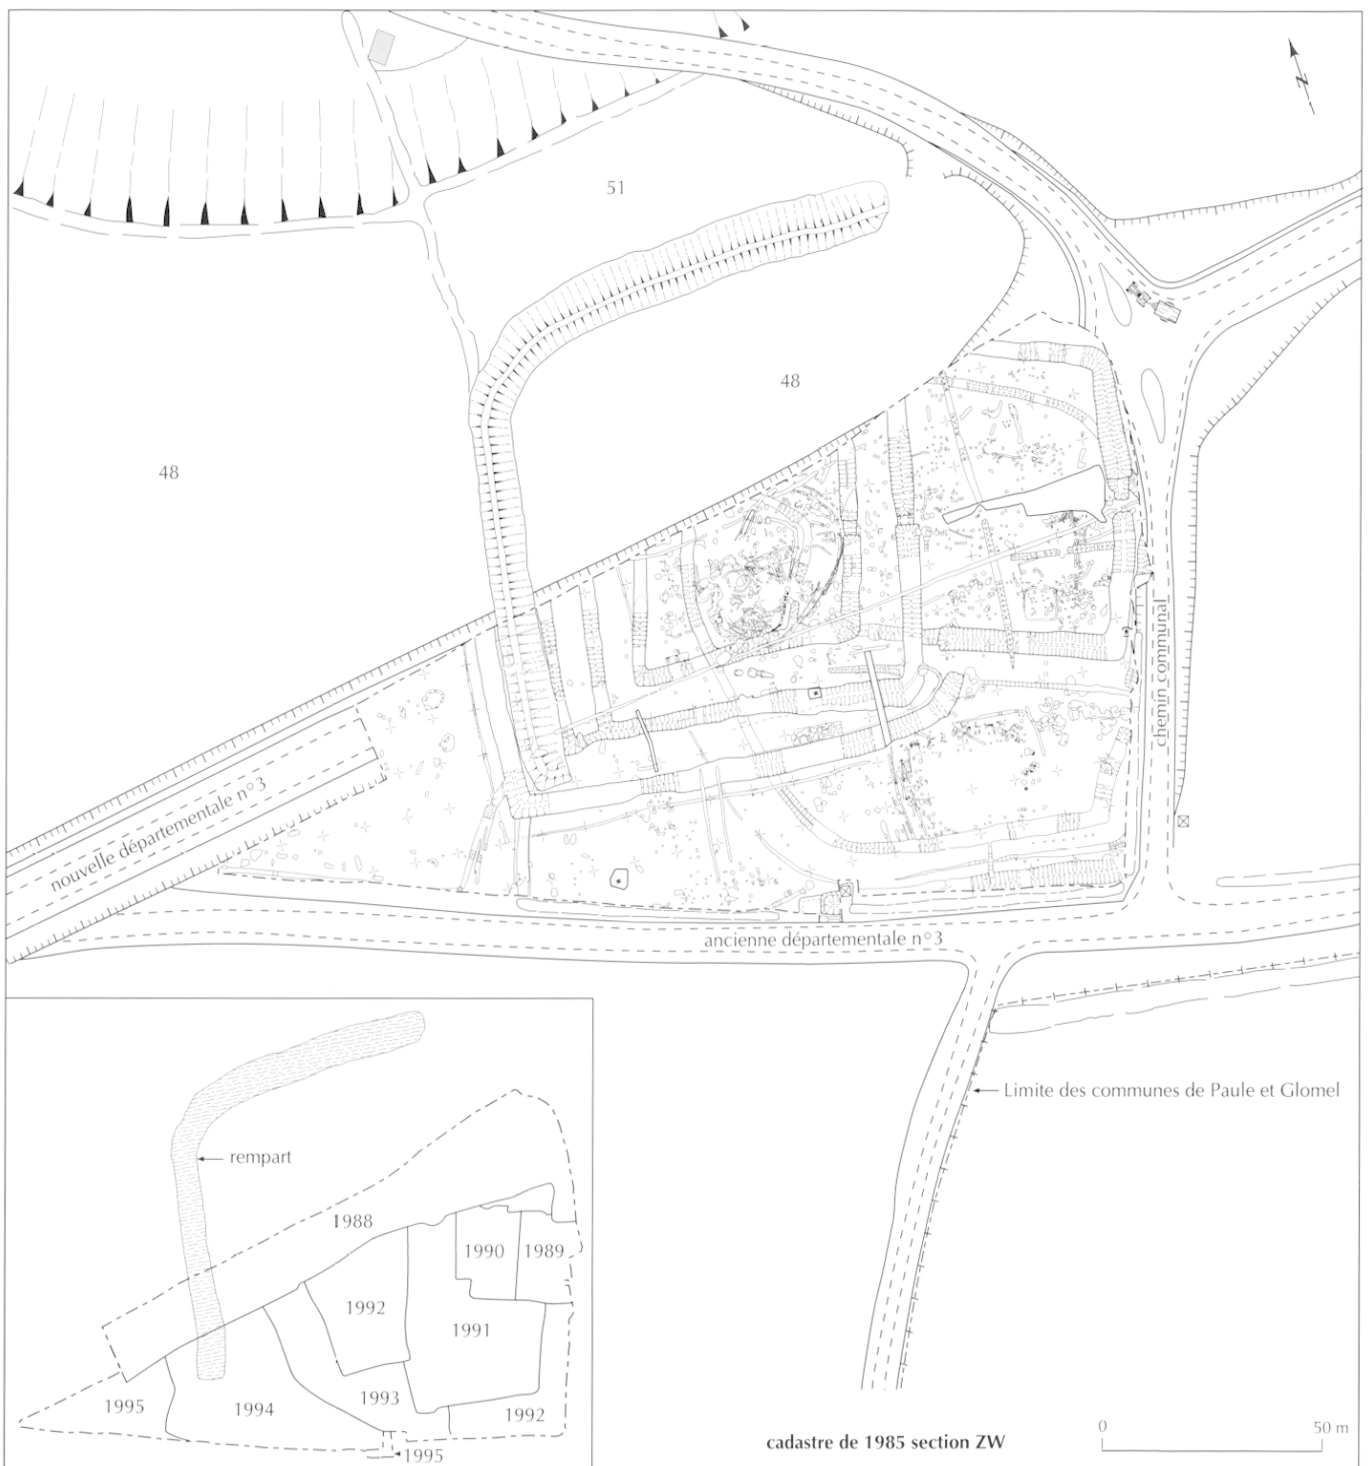 N
51
48
48
chemin communal
nouvelle départementale n°3
ancienne départementale n°3
Limite des communes de Paule et Glomel
rempart
1988
1990
1989
1992
1991
1995
1994
1993
1992
1995
cadastre de 1985 section ZW
0
50 m